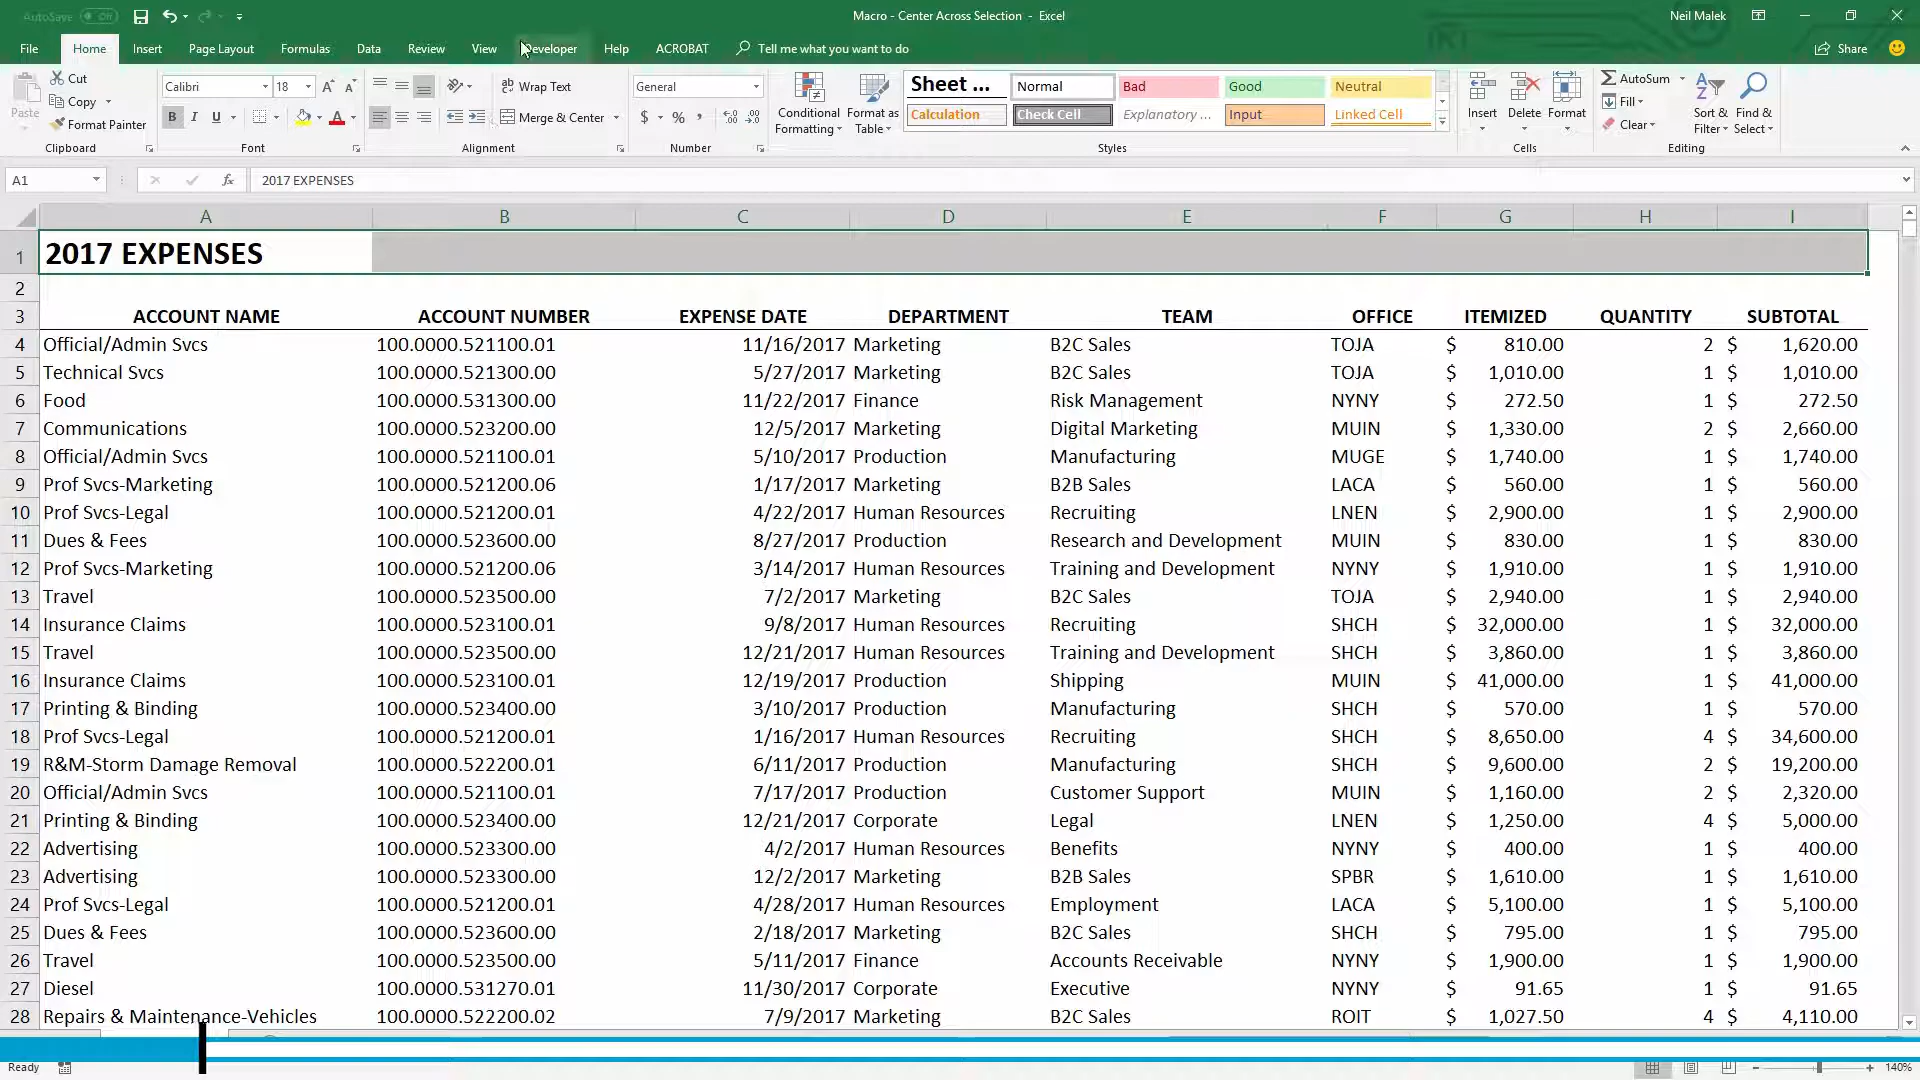 AutoSave Off
Macro - Center Across Selection - Excel
Neil Malek
File Home Insert Page Layout Formulas Data Review View Developer Help ACROBAT Tell me what you want to do Share
Paste Cut Calibri 18 Wrap Text General Conditional Formatting Format as Table Sheet ... Normal Bad Good Neutral Insert Delete Format AutoSum Sort & Filter Find & Select
Copy Fill
Format Painter B I U Merge & Center $ % , Calculation Check Cell Explanatory ... Input Linked Cell Clear
Clipboard Font Alignment Number Styles Cells Editing
A1 fx 2017 EXPENSES
A B C D E F G H I
1 2017 EXPENSES
2
3 ACCOUNT NAME ACCOUNT NUMBER EXPENSE DATE DEPARTMENT TEAM OFFICE ITEMIZED QUANTITY SUBTOTAL
4 Official/Admin Svcs 100.0000.521100.01 11/16/2017 Marketing B2C Sales TOJA $ 810.00 2 $ 1,620.00
5 Technical Svcs 100.0000.521300.00 5/27/2017 Marketing B2C Sales TOJA $ 1,010.00 1 $ 1,010.00
6 Food 100.0000.531300.00 11/22/2017 Finance Risk Management NYNY $ 272.50 1 $ 272.50
7 Communications 100.0000.523200.00 12/5/2017 Marketing Digital Marketing MUIN $ 1,330.00 2 $ 2,660.00
8 Official/Admin Svcs 100.0000.521100.01 5/10/2017 Production Manufacturing MUGE $ 1,740.00 1 $ 1,740.00
9 Prof Svcs-Marketing 100.0000.521200.06 1/17/2017 Marketing B2B Sales LACA $ 560.00 1 $ 560.00
10 Prof Svcs-Legal 100.0000.521200.01 4/22/2017 Human Resources Recruiting LNEN $ 2,900.00 1 $ 2,900.00
11 Dues & Fees 100.0000.523600.00 8/27/2017 Production Research and Development MUIN $ 830.00 1 $ 830.00
12 Prof Svcs-Marketing 100.0000.521200.06 3/14/2017 Human Resources Training and Development NYNY $ 1,910.00 1 $ 1,910.00
13 Travel 100.0000.523500.00 7/2/2017 Marketing B2C Sales TOJA $ 2,940.00 1 $ 2,940.00
14 Insurance Claims 100.0000.523100.01 9/8/2017 Human Resources Recruiting SHCH $ 32,000.00 1 $ 32,000.00
15 Travel 100.0000.523500.00 12/21/2017 Human Resources Training and Development SHCH $ 3,860.00 1 $ 3,860.00
16 Insurance Claims 100.0000.523100.01 12/19/2017 Production Shipping MUIN $ 41,000.00 1 $ 41,000.00
17 Printing & Binding 100.0000.523400.00 3/10/2017 Production Manufacturing SHCH $ 570.00 1 $ 570.00
18 Prof Svcs-Legal 100.0000.521200.01 1/16/2017 Human Resources Recruiting SHCH $ 8,650.00 4 $ 34,600.00
19 R&M-Storm Damage Removal 100.0000.522200.01 6/11/2017 Production Manufacturing SHCH $ 9,600.00 2 $ 19,200.00
20 Official/Admin Svcs 100.0000.521100.01 7/17/2017 Production Customer Support MUIN $ 1,160.00 2 $ 2,320.00
21 Printing & Binding 100.0000.523400.00 12/21/2017 Corporate Legal LNEN $ 1,250.00 4 $ 5,000.00
22 Advertising 100.0000.523300.00 4/2/2017 Human Resources Benefits NYNY $ 400.00 1 $ 400.00
23 Advertising 100.0000.523300.00 12/2/2017 Marketing B2B Sales SPBR $ 1,610.00 1 $ 1,610.00
24 Prof Svcs-Legal 100.0000.521200.01 4/28/2017 Human Resources Employment LACA $ 5,100.00 1 $ 5,100.00
25 Dues & Fees 100.0000.523600.00 2/18/2017 Marketing B2C Sales SHCH $ 795.00 1 $ 795.00
26 Travel 100.0000.523500.00 5/11/2017 Finance Accounts Receivable NYNY $ 1,900.00 1 $ 1,900.00
27 Diesel 100.0000.531270.01 11/30/2017 Corporate Executive NYNY $ 91.65 1 $ 91.65
28 Repairs & Maintenance-Vehicles 100.0000.522200.02 7/9/2017 Marketing B2C Sales ROIT $ 1,027.50 4 $ 4,110.00
Ready 140%